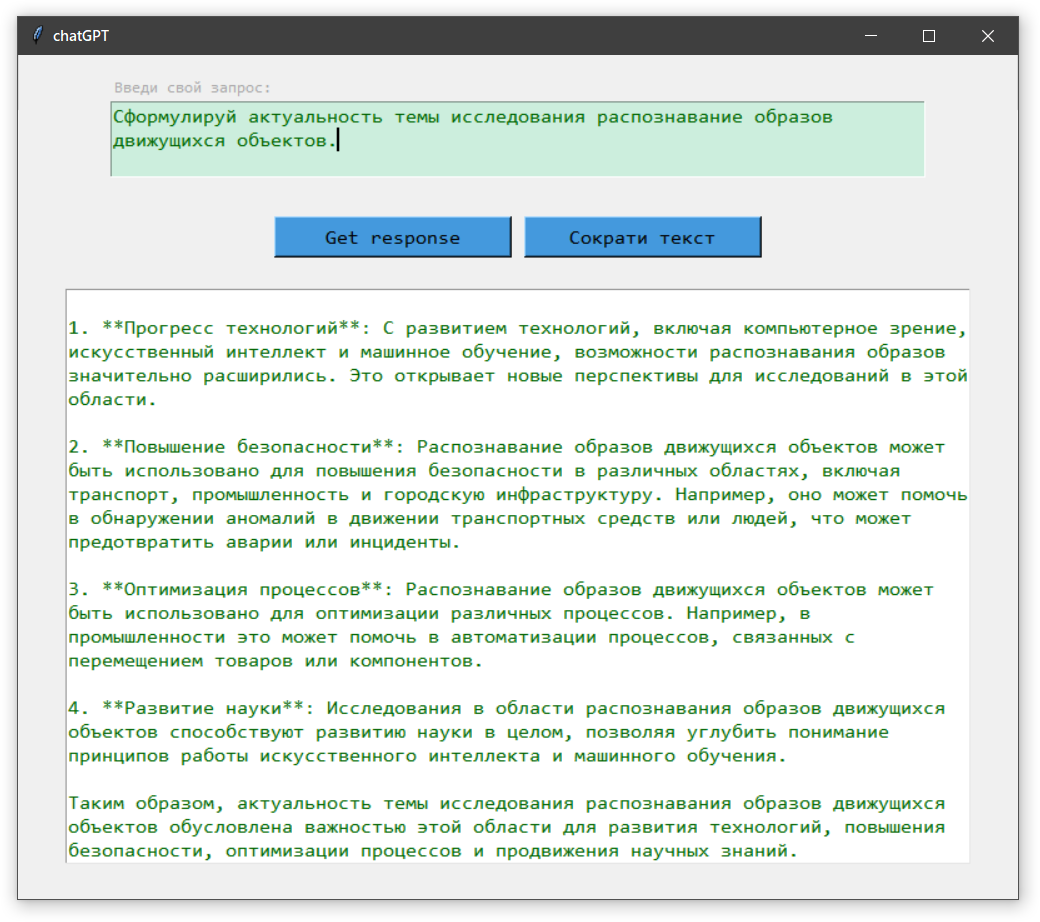 chatGPT
Введи свой запрос:
Сформулируй актуальность темы исследования распознавание образов
движущихся объектов.
Get response
Сократи текст
1. **Прогресс технологий**: С развитием технологий, включая компьютерное зрение,
искусственный интеллект и машинное обучение, возможности распознавания образов
значительно расширились. Это открывает новые перспективы для исследований в этой
области.
2. **Повышение безопасности**: Распознавание образов движущихся объектов может
быть использовано для повышения безопасности в различных областях, включая
транспорт, промышленность и городскую инфраструктуру. Например, оно может помочь
в обнаружении аномалий в движении транспортных средств или людей, что может
предотвратить аварии или инциденты.
3. **Оптимизация процессов**: Распознавание образов движущихся объектов может
быть использовано для оптимизации различных процессов. Например, в
промышленности это может помочь в автоматизации процессов, связанных с
перемещением товаров или компонентов.
4. **Развитие науки**: Исследования в области распознавания образов движущихся
объектов способствуют развитию науки в целом, позволяя углубить понимание
принципов работы искусственного интеллекта и машинного обучения.
Таким образом, актуальность темы исследования распознавания образов движущихся
объектов обусловлена важностью этой области для развития технологий, повышения
безопасности, оптимизации процессов и продвижения научных знаний.